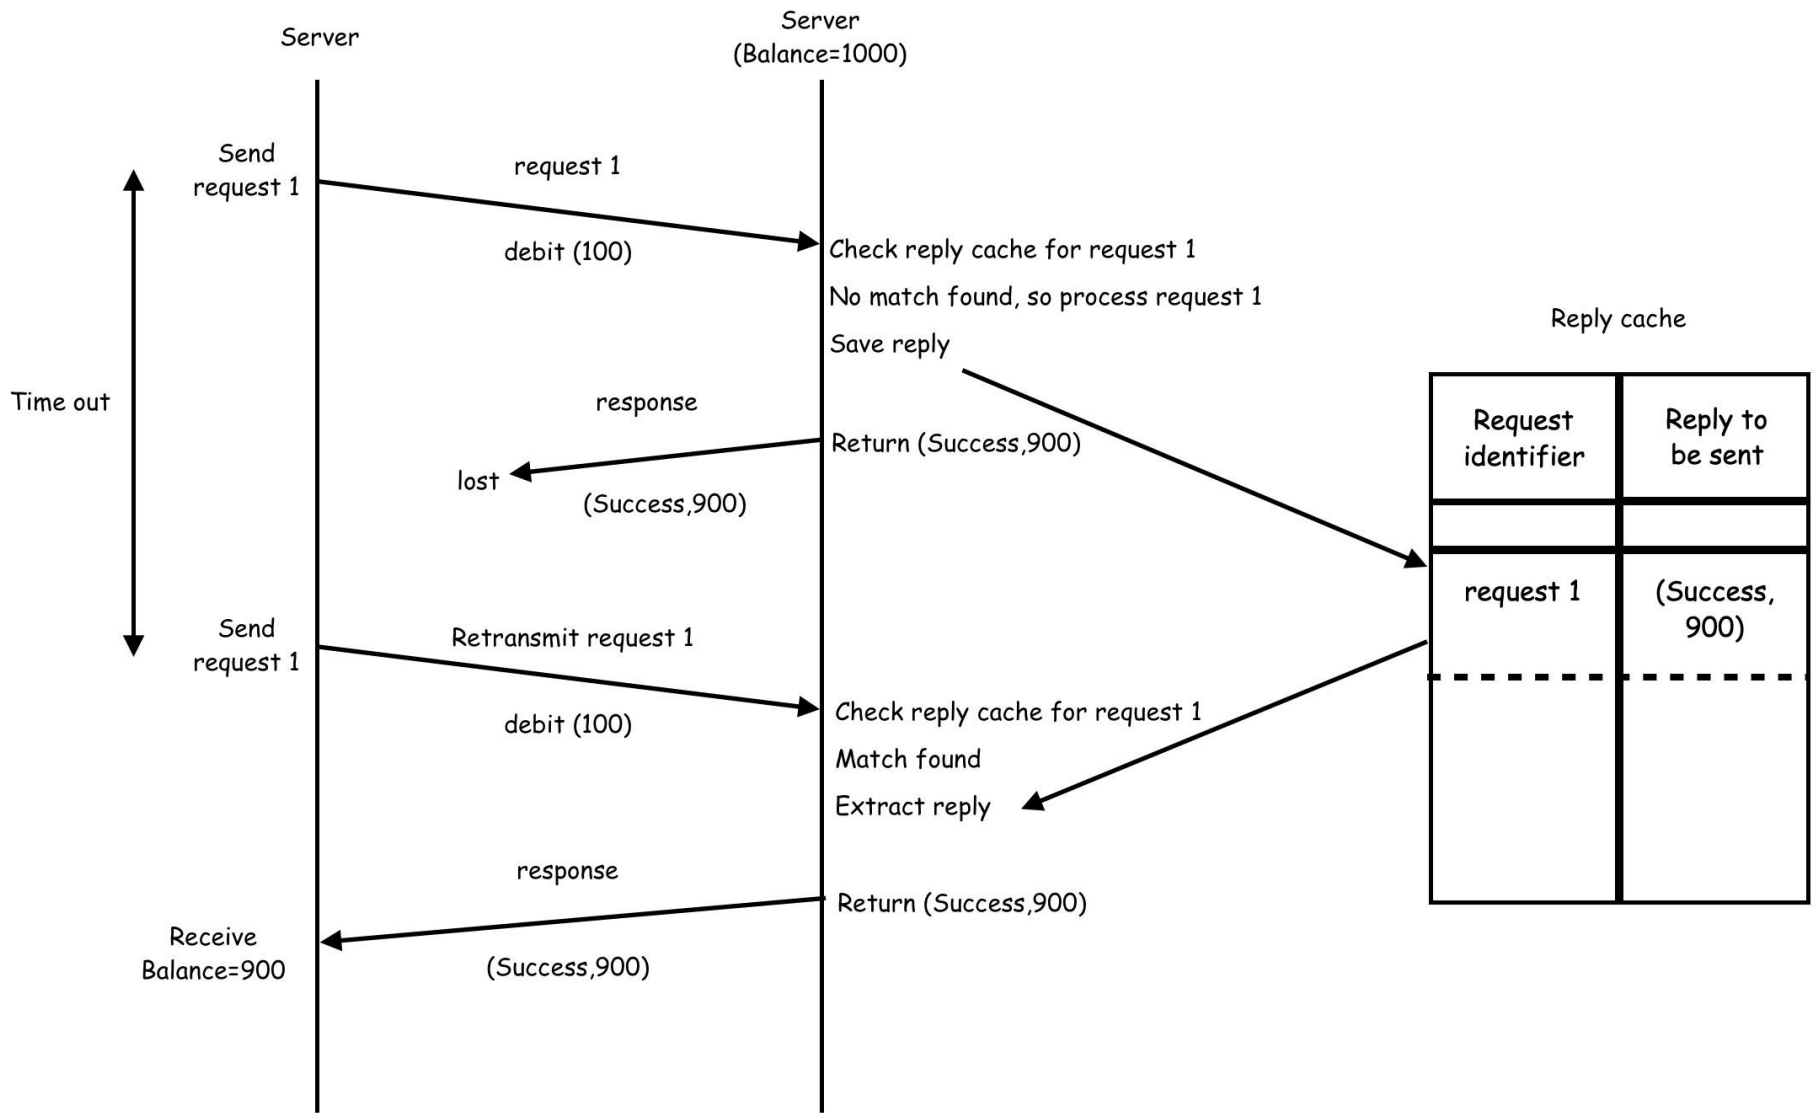 Server
Server
(Balance=1000)
Send
request 1
request 1
debit (100)
Check reply cache for request 1
No match found, so process request 1
Save reply
Reply cache
Time out
response
Return (Success,900)
lost
(Success,900)
Request
identifier
Reply to
be sent
request 1
(Success,
900)
Send
request 1
Retransmit request 1
debit (100)
Check reply cache for request 1
Match found
Extract reply
response
Return (Success,900)
Receive
Balance=900
(Success,900)